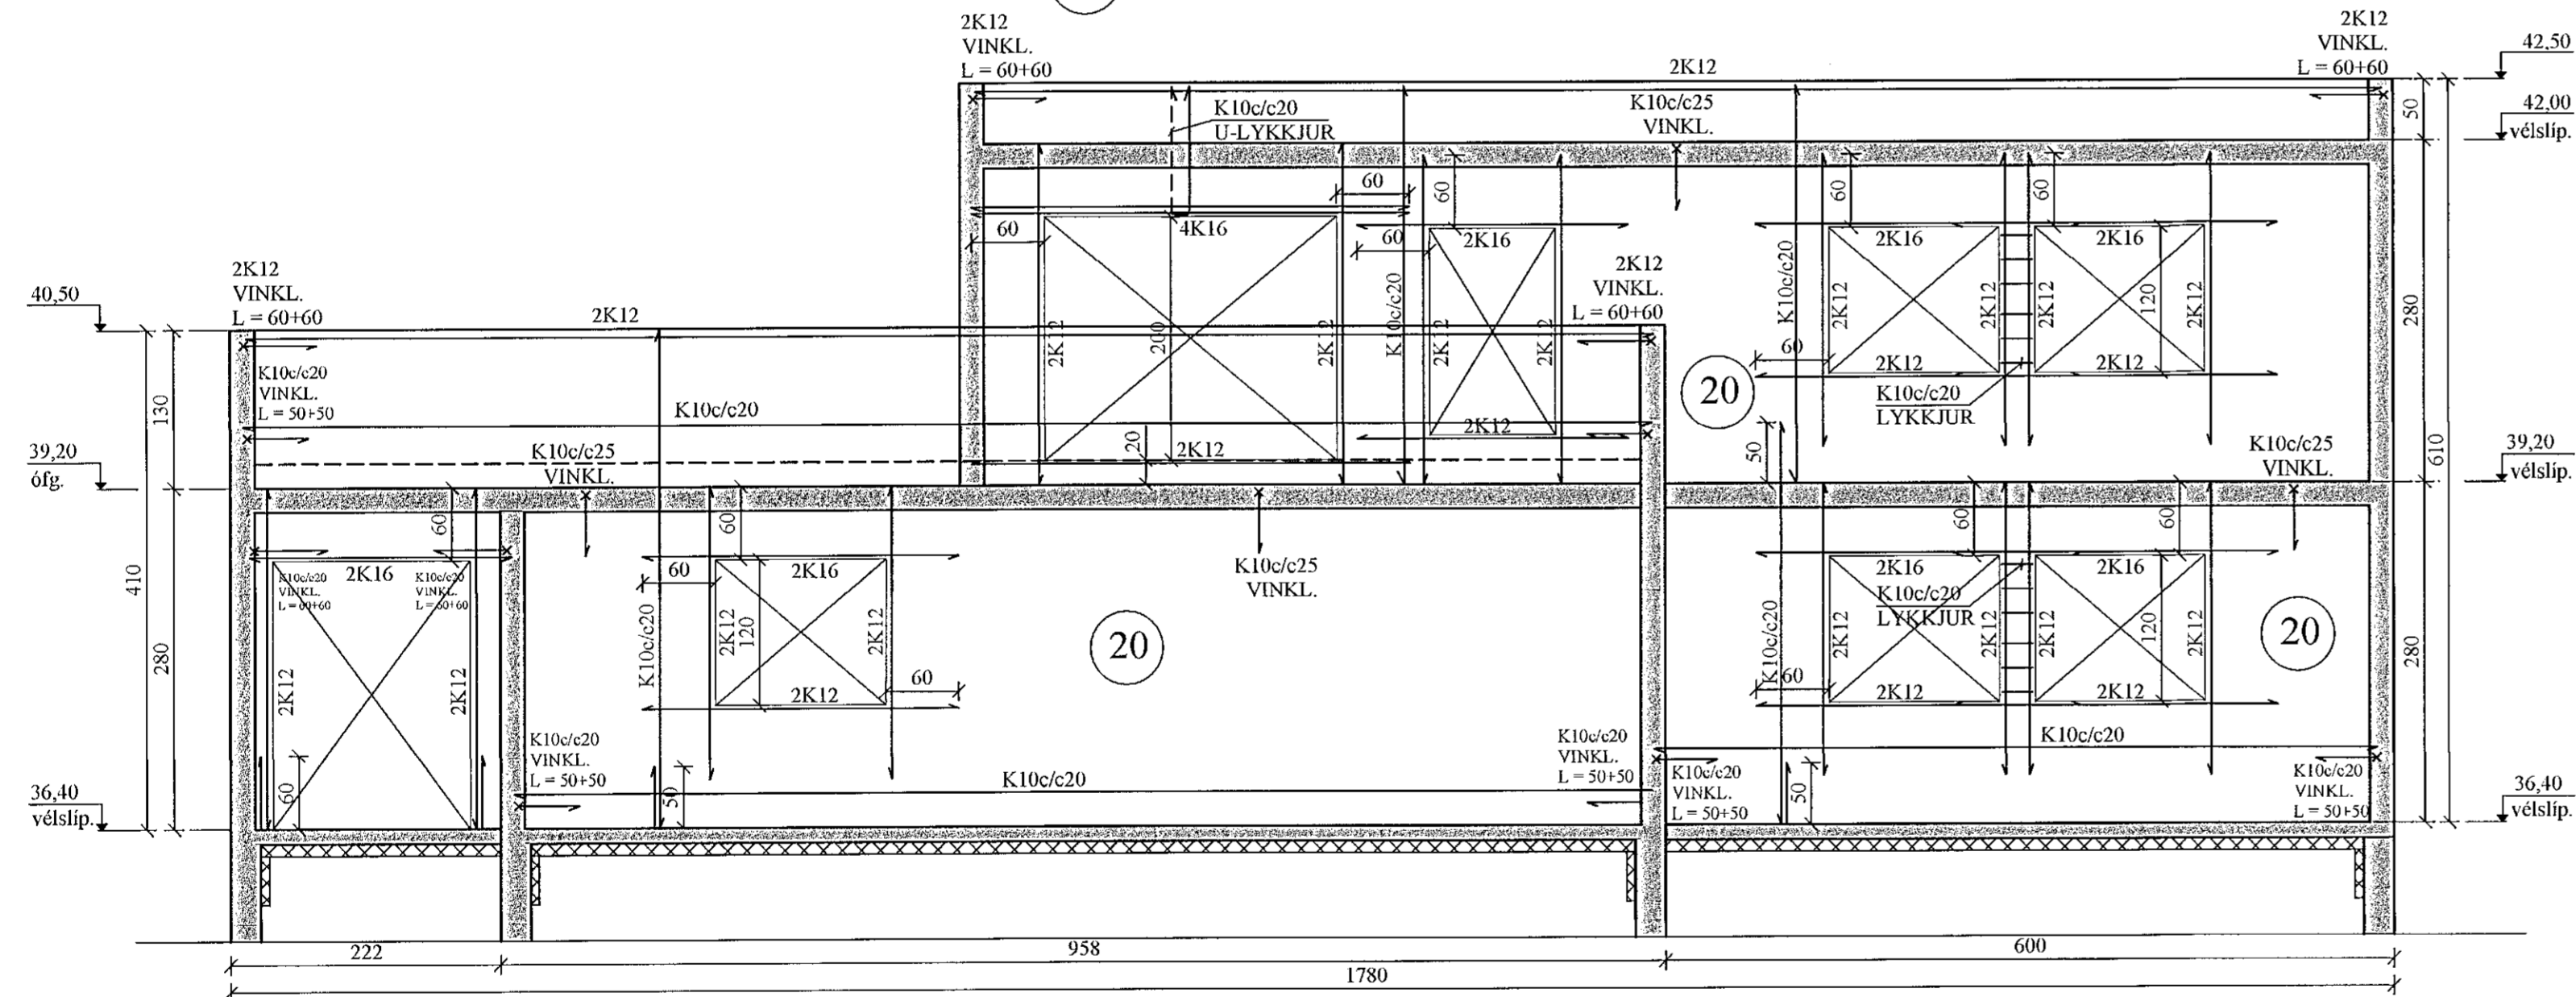 2K12
VINKL.
L = 60+60
2K12
2K12
VINKL.
L = 60+60
42,50
K10c/c20
U-LYKKJUR
K10c/c25
VINKL.
50
42,00
vélslíp.
60
60
60
60
60
4K16
60
2K16
2K16
2K16
2K12
VINKL.
L = 60+60
2K12
2K12
VINKL.
L = 60+60
40,50
2K12
200
2K12
K10c/c20
2K12
2K12
K10c/c20
2K12
2K12
2K12
120
2K12
280
610
60
2K12
2K12
K10c/c20
LYKKJUR
20
K10c/c20
VINKL.
L = 50+50
130
K10c/c20
2K12
20
2K12
50
39,20
ófg.
K10c/c25
VINKL.
K10c/c25
VINKL.
39,20
vélslíp.
60
60
60
60
K10c/c20
VINKL.
L = 60+60
2K16
K10c/c20
VINKL.
L = 60+60
60
2K16
K10c/c25
VINKL.
2K16
2K16
410
280
2K12
2K12
K10c/c20
2K12
120
2K12
20
K10c/c20
2K12
K10c/c20
LYKKJUR
2K12
2K12
120
2K12
20
280
60
2K12
60
2K12
2K12
K10c/c20
VINKL.
L = 50+50
K10c/c20
VINKL.
L = 50+50
K10c/c20
60
50
K10c/c20
K10c/c20
VINKL.
L = 50+50
50
K10c/c20
VINKL.
L = 50+50
36,40
vélslíp.
36,40
vélslíp.
222
958
600
1780